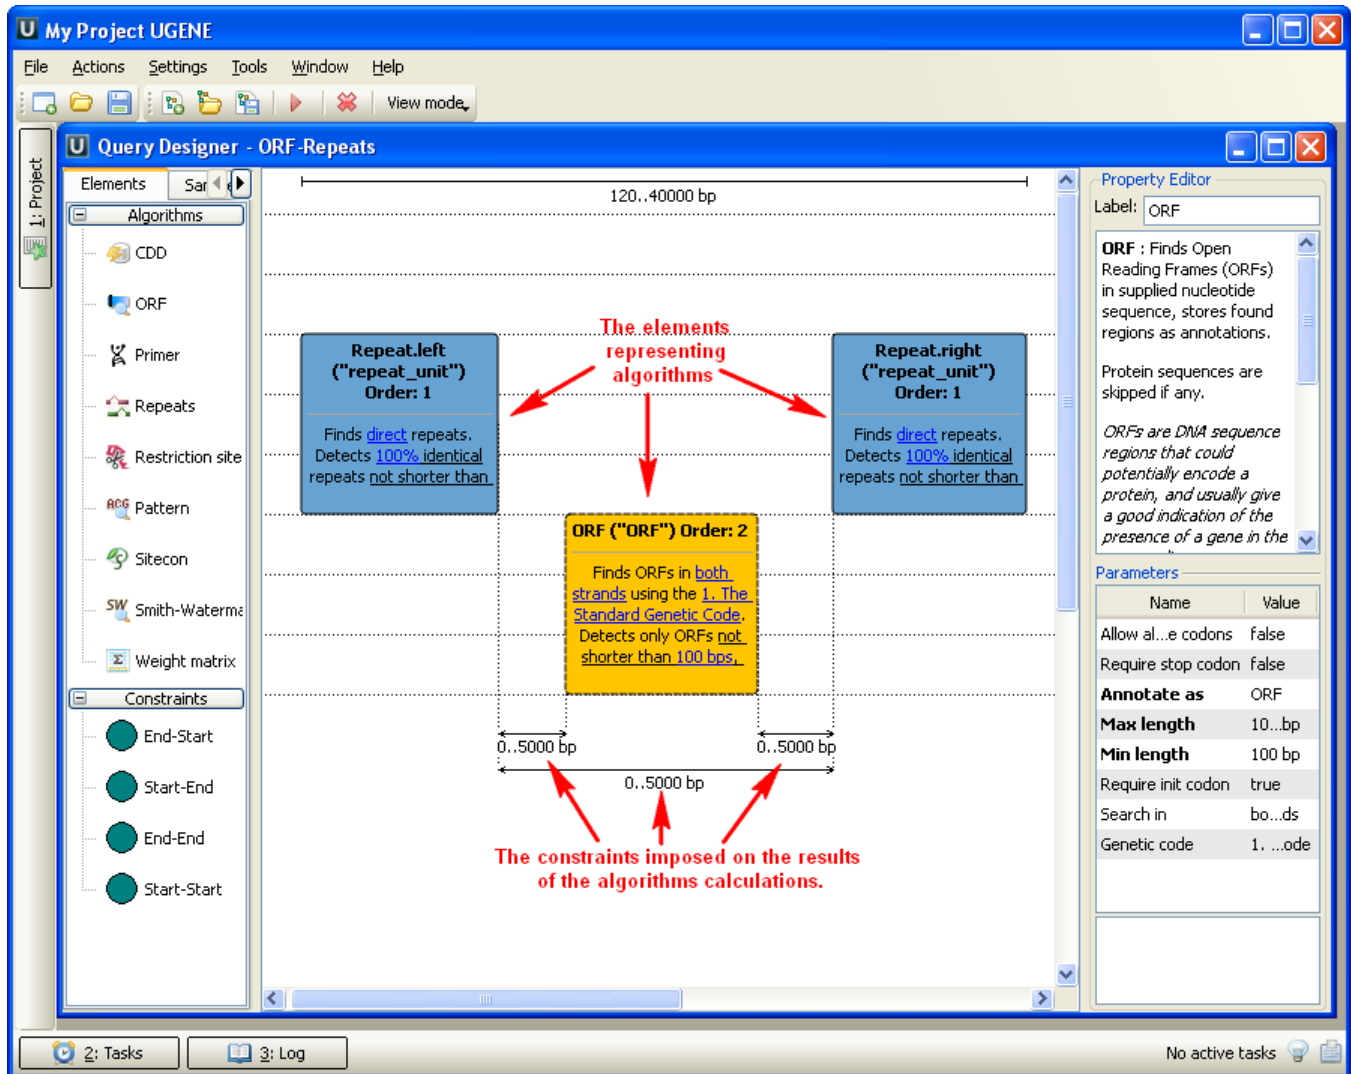 My Project UGENE
File Actions Settings Tools Window Help
View mode
1: Project
Query Designer - ORF-Repeats
Elements
Algorithms
CDD
ORF
Primer
Repeats
Restriction site
Pattern
Sitecon
Smith-Waterma
Weight matrix
Constraints
End-Start
Start-End
End-End
Start-Start
120..40000 bp
The elements
representing
algorithms
Repeat.left
("repeat_unit")
Order: 1
Finds direct repeats.
Detects 100% identical
repeats not shorter than
Repeat.right
("repeat_unit")
Order: 1
Finds direct repeats.
Detects 100% identical
repeats not shorter than
ORF ("ORF") Order: 2
Finds ORFs in both
strands using the 1. The
Standard Genetic Code.
Detects only ORFs not
shorter than 100 bps,
0..5000 bp
0..5000 bp
0..5000 bp
The constraints imposed on the results
of the algorithms calculations.
Property Editor
Label: ORF
ORF : Finds Open
Reading Frames (ORFs)
in supplied nucleotide
sequence, stores found
regions as annotations.
Protein sequences are
skipped if any.
ORFs are DNA sequence
regions that could
potentially encode a
protein, and usually give
a good indication of the
presence of a gene in the
Parameters
Name Value
Allow al...e codons false
Require stop codon false
Annotate as ORF
Max length 10...bp
Min length 100 bp
Require init codon true
Search in bo...ds
Genetic code 1. ...ode
2: Tasks
3: Log
No active tasks